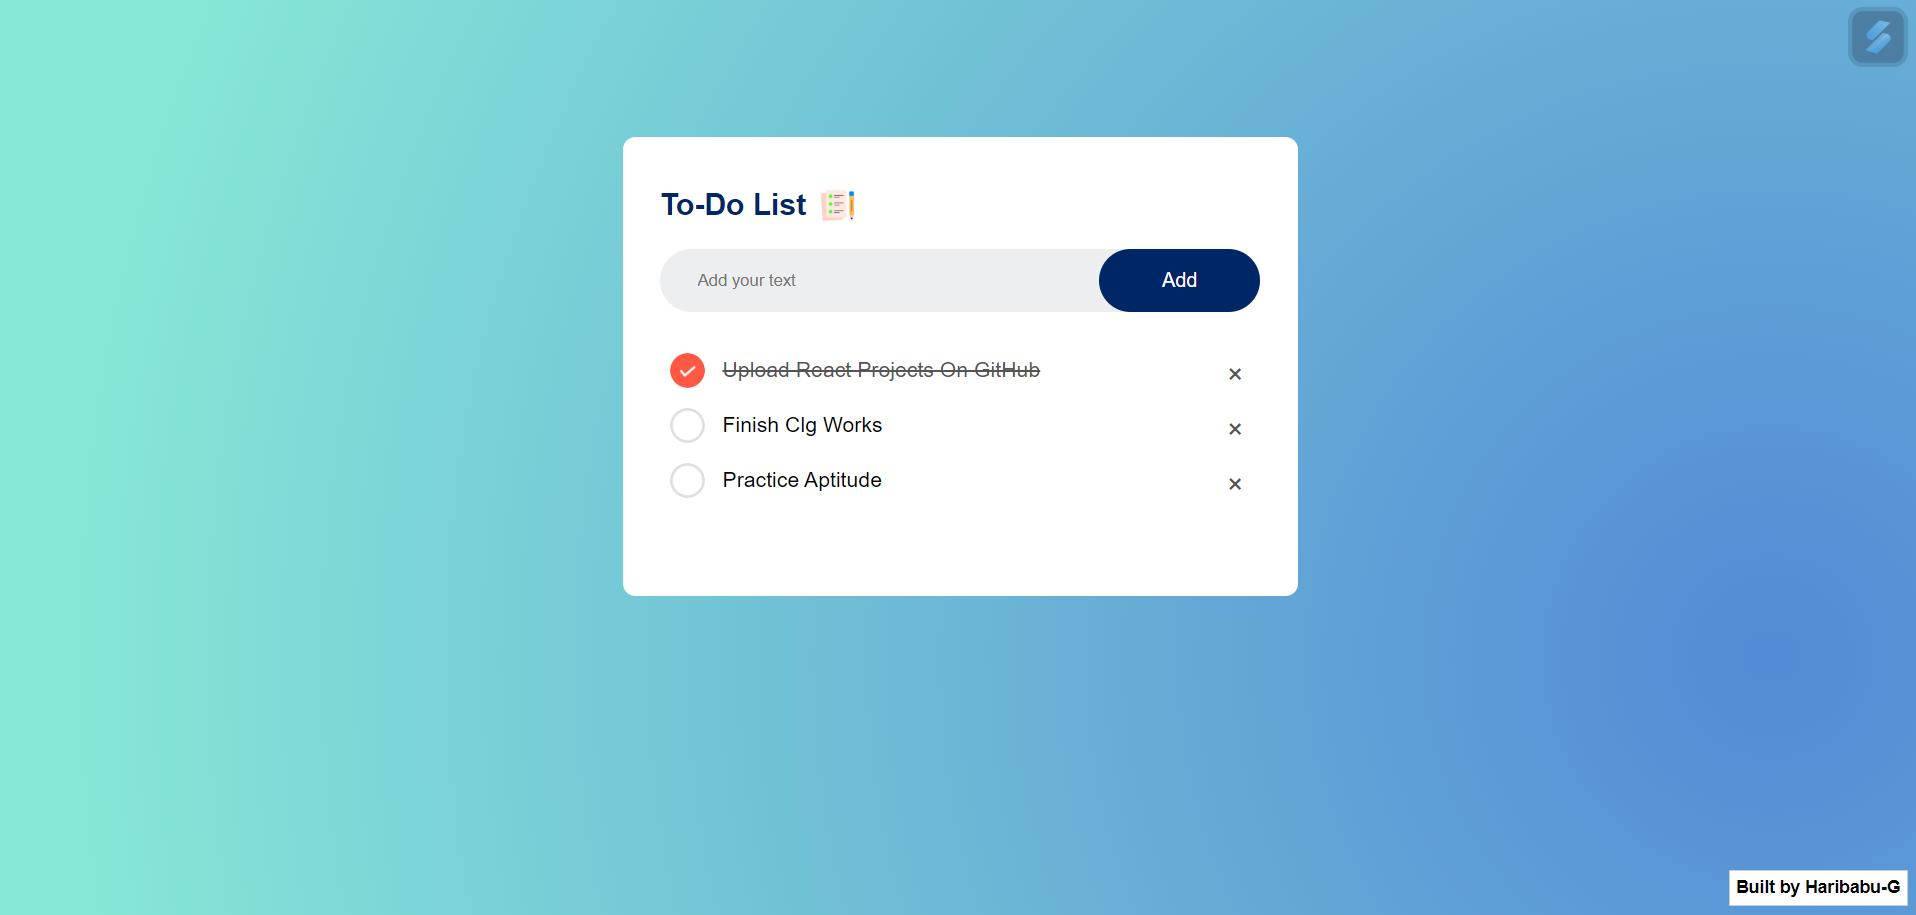 To-Do List
Add your text
Add
Upload React Projects On GitHub
Finish Clg Works
Practice Aptitude
Built by Haribabu-G